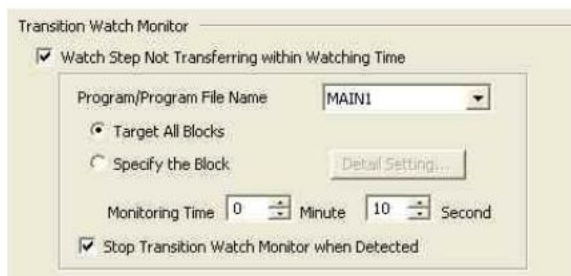 Transition Watch Monitor
Watch Step Not Transferring within Watching Time
Program/Program File Name MAIN1
Target All Blocks
Specify the Block Detail Setting...
Monitoring Time 0 Minute 10 Second
Stop Transition Watch Monitor when Detected